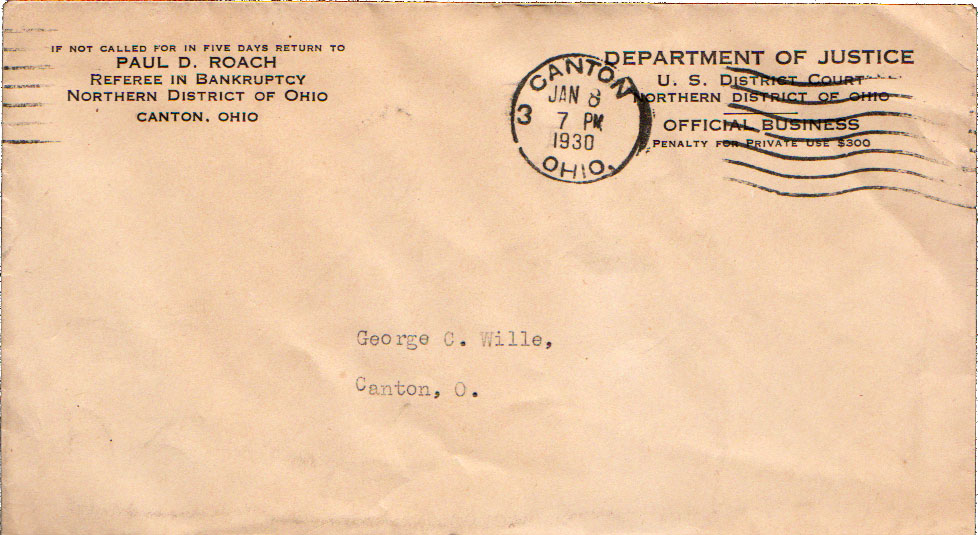 IF NOT CALLED FOR IN FIVE DAYS RETURN TO
PAUL D. ROACH
REFEREE IN BANKRUPTCY
NORTHERN DISTRICT OF OHIO
CANTON, OHIO
CANTON
JAN 8
3 7 PM
1930
OHIO,
DEPARTMENT OF JUSTICE
U. S. DISTRICT COURT
NORTHERN DISTRICT OF OHIO
OFFICIAL BUSINESS
PENALTY FOR PRIVATE USE $300
George C. Wille,
Canton, O.